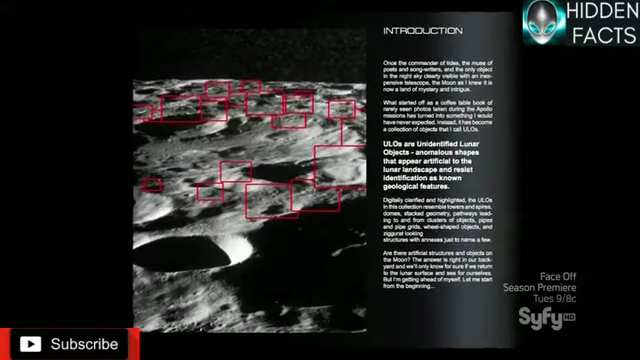 HIDDEN
FACTS
INTRODUCTION
Once the commander of tides, the muse of
poets and song-writers, and the only object
in the night sky clearly visible with an inex-
pensive telescope, the Moon as I knew it is
now a land of mystery and intrigue.
What started off as a coffee table book of
rarely seen photos taken during the Apollo
missions has turned into something I would
have never expected. Instead, it has become
a collection of objects that I call ULOs.
ULOs are Unidentified Lunar
Objects - anomalous shapes
that appear artificial to the
lunar landscape and resist
identification as known
geological features.
Digitally clarified and highlighted, the ULOs
in this collection resemble towers and spires,
domes, stacked geometry, pathways lead-
ing to and from clusters of objects, pipes
and pipe grids, wheel-shaped objects, and
ziggurat looking
structures with annexes just to name a few.
Are there artificial structures and objects on
the Moon? The answer is right in our back-
yard and we'll only know for sure if we return
to the lunar surface and see for ourselves.
But I'm getting ahead of myself. Let me start
from the beginning...
Face Off
Season Premiere
Tues 9/8c
Syfy HD
Subscribe